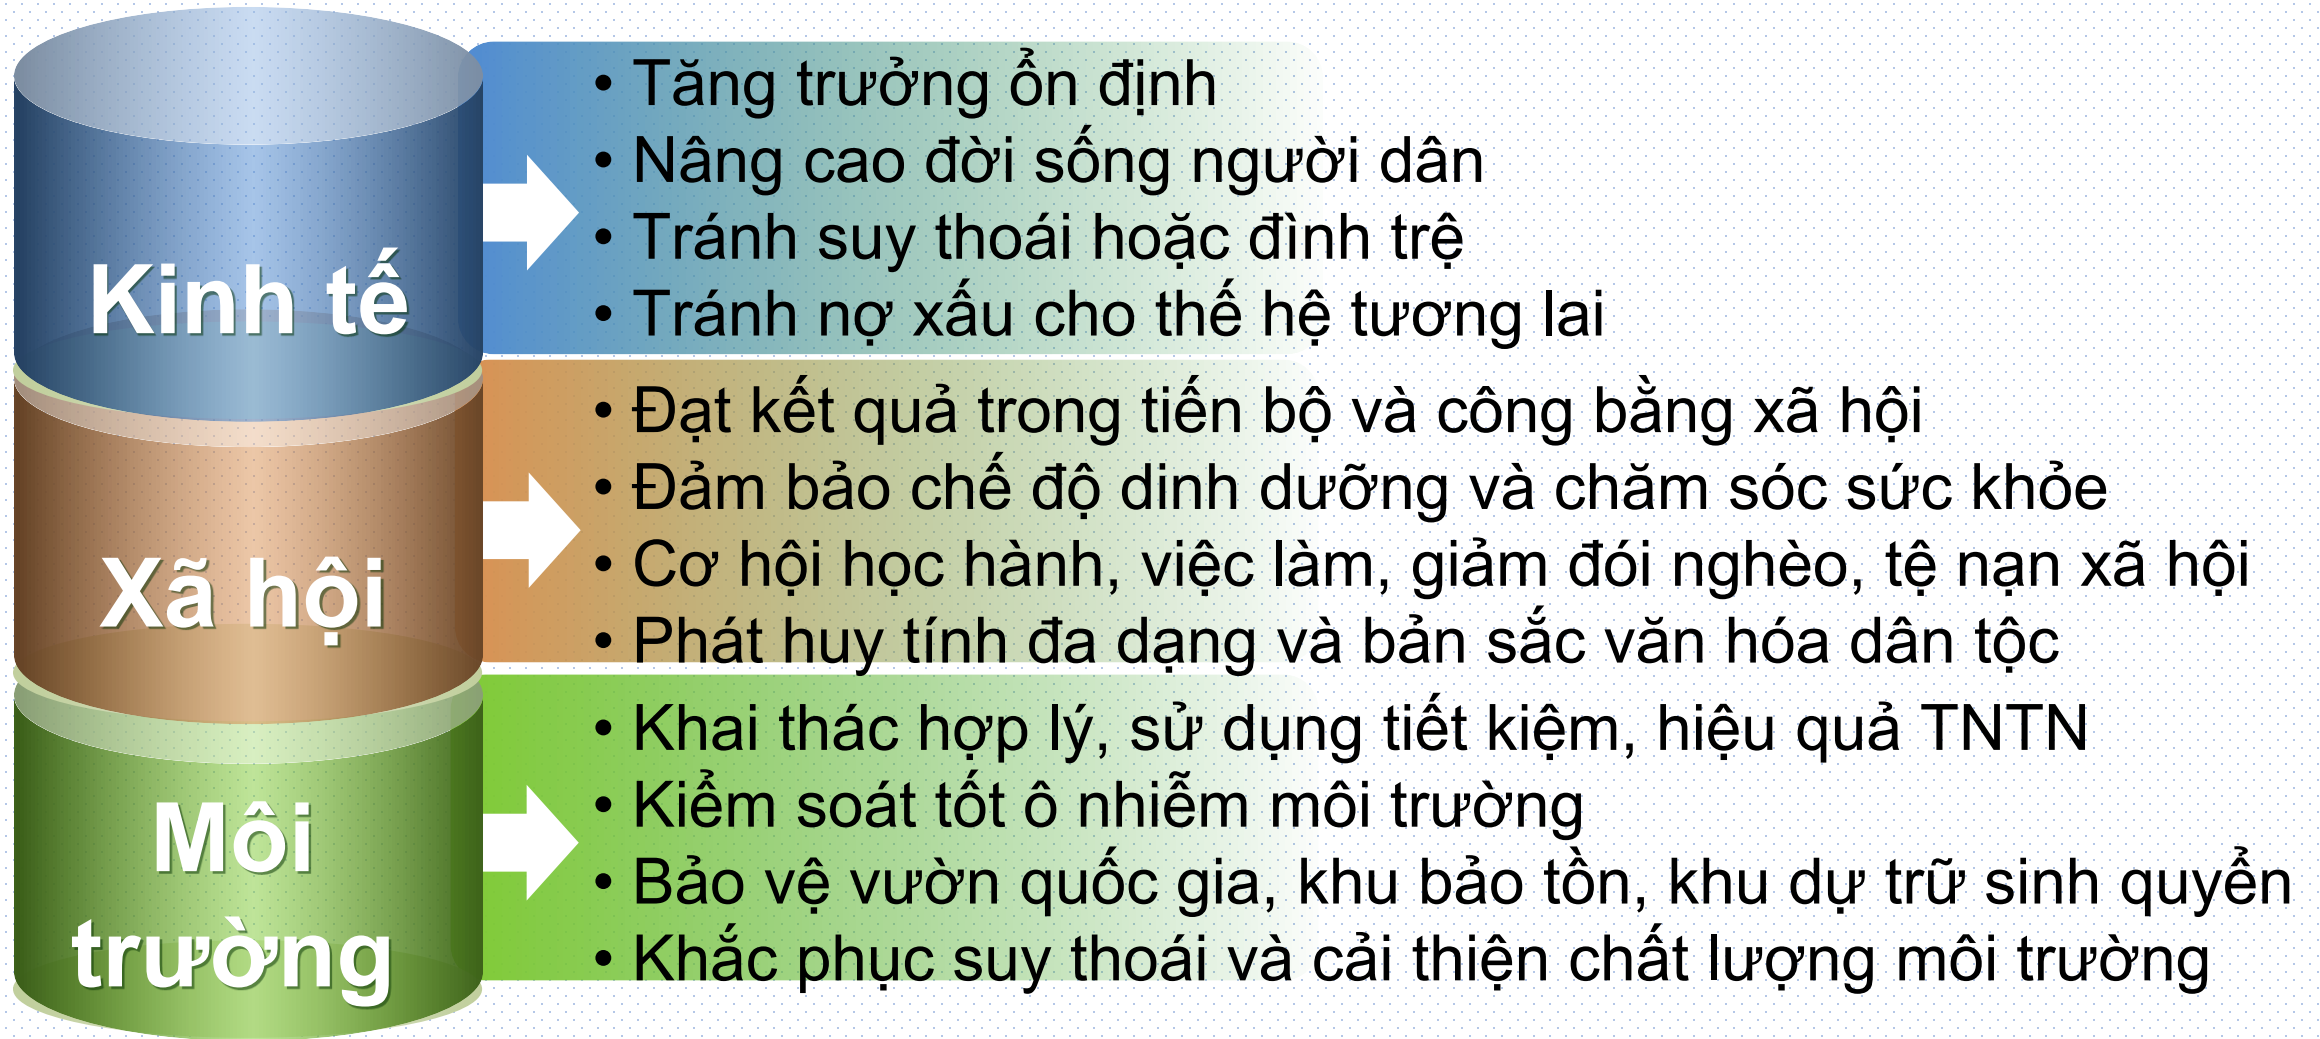 Kinh tế
• Tăng trưởng ổn định
• Nâng cao đời sống người dân
• Tránh suy thoái hoặc đình trệ
• Tránh nợ xấu cho thế hệ tương lai
Xã hội
• Đạt kết quả trong tiến bộ và công bằng xã hội
• Đảm bảo chế độ dinh dưỡng và chăm sóc sức khỏe
• Cơ hội học hành, việc làm, giảm đói nghèo, tệ nạn xã hội
• Phát huy tính đa dạng và bản sắc văn hóa dân tộc
Môi
trường
• Khai thác hợp lý, sử dụng tiết kiệm, hiệu quả TNTN
• Kiểm soát tốt ô nhiễm môi trường
• Bảo vệ vườn quốc gia, khu bảo tồn, khu dự trữ sinh quyển
• Khắc phục suy thoái và cải thiện chất lượng môi trường